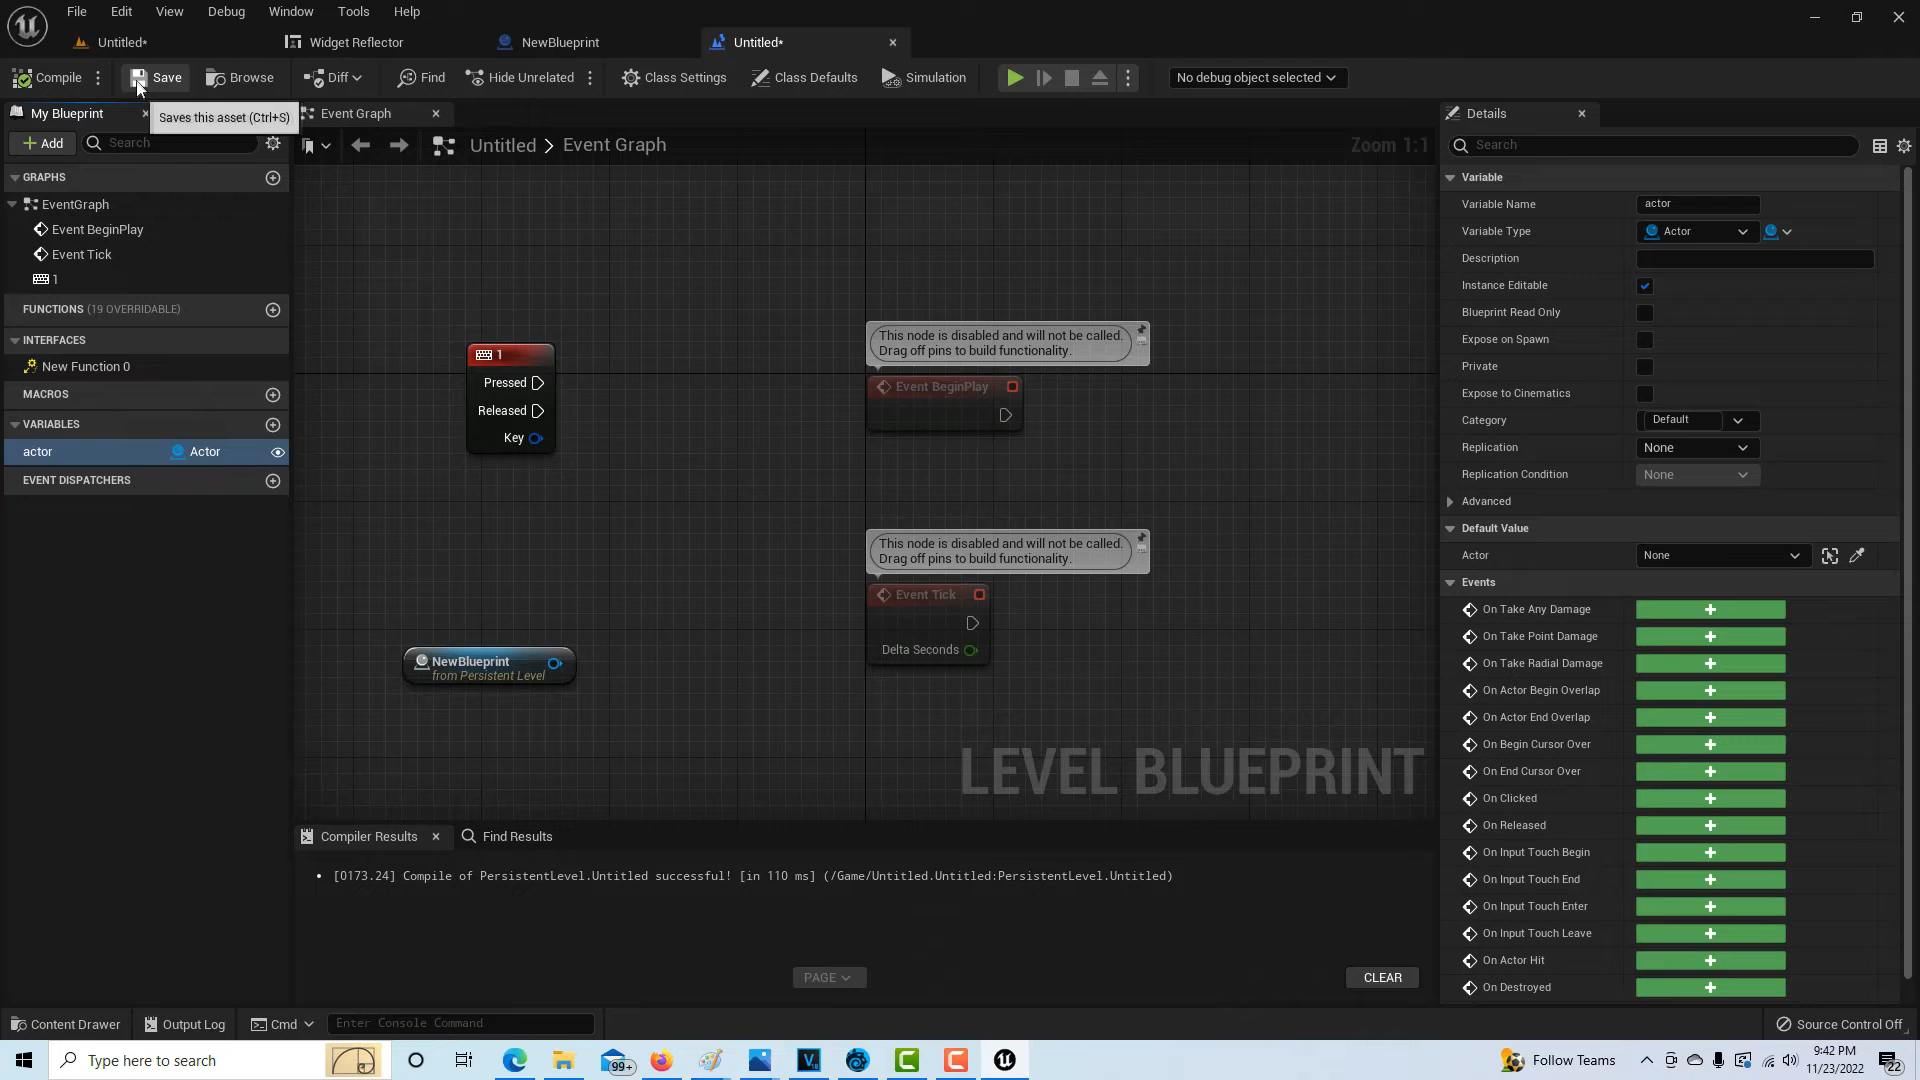 File Edit View Debug Window Tools Help
Untitled* Widget Reflector NewBlueprint Untitled*
Compile Save Browse Diff Find Hide Unrelated Class Settings Class Defaults Simulation No debug object selected
My Blueprint Saves this asset (Ctrl+S) Event Graph Details
Add Search Untitled > Event Graph Zoom 1:1 Search
GRAPHS
EventGraph
Event BeginPlay
Event Tick
1
FUNCTIONS (19 OVERRIDABLE)
INTERFACES
New Function 0
MACROS
VARIABLES
actor Actor
EVENT DISPATCHERS
1
Pressed
Released
Key
This node is disabled and will not be called.
Drag off pins to build functionality.
Event BeginPlay
This node is disabled and will not be called.
Drag off pins to build functionality.
Event Tick
Delta Seconds
NewBlueprint
from Persistent Level
LEVEL BLUEPRINT
Variable
Variable Name actor
Variable Type Actor
Description
Instance Editable
Blueprint Read Only
Expose on Spawn
Private
Expose to Cinematics
Category Default
Replication None
Replication Condition None
Advanced
Default Value
Actor None
Events
On Take Any Damage
On Take Point Damage
On Take Radial Damage
On Actor Begin Overlap
On Actor End Overlap
On Begin Cursor Over
On End Cursor Over
On Clicked
On Released
On Input Touch Begin
On Input Touch End
On Input Touch Enter
On Input Touch Leave
On Actor Hit
On Destroyed
Compiler Results Find Results
[0173.24] Compile of PersistentLevel.Untitled successful! [in 110 ms] (/Game/Untitled.Untitled:PersistentLevel.Untitled)
PAGE CLEAR
Content Drawer Output Log Cmd Enter Console Command Source Control Off
Type here to search 99+ Follow Teams 9:42 PM
11/23/2022 22